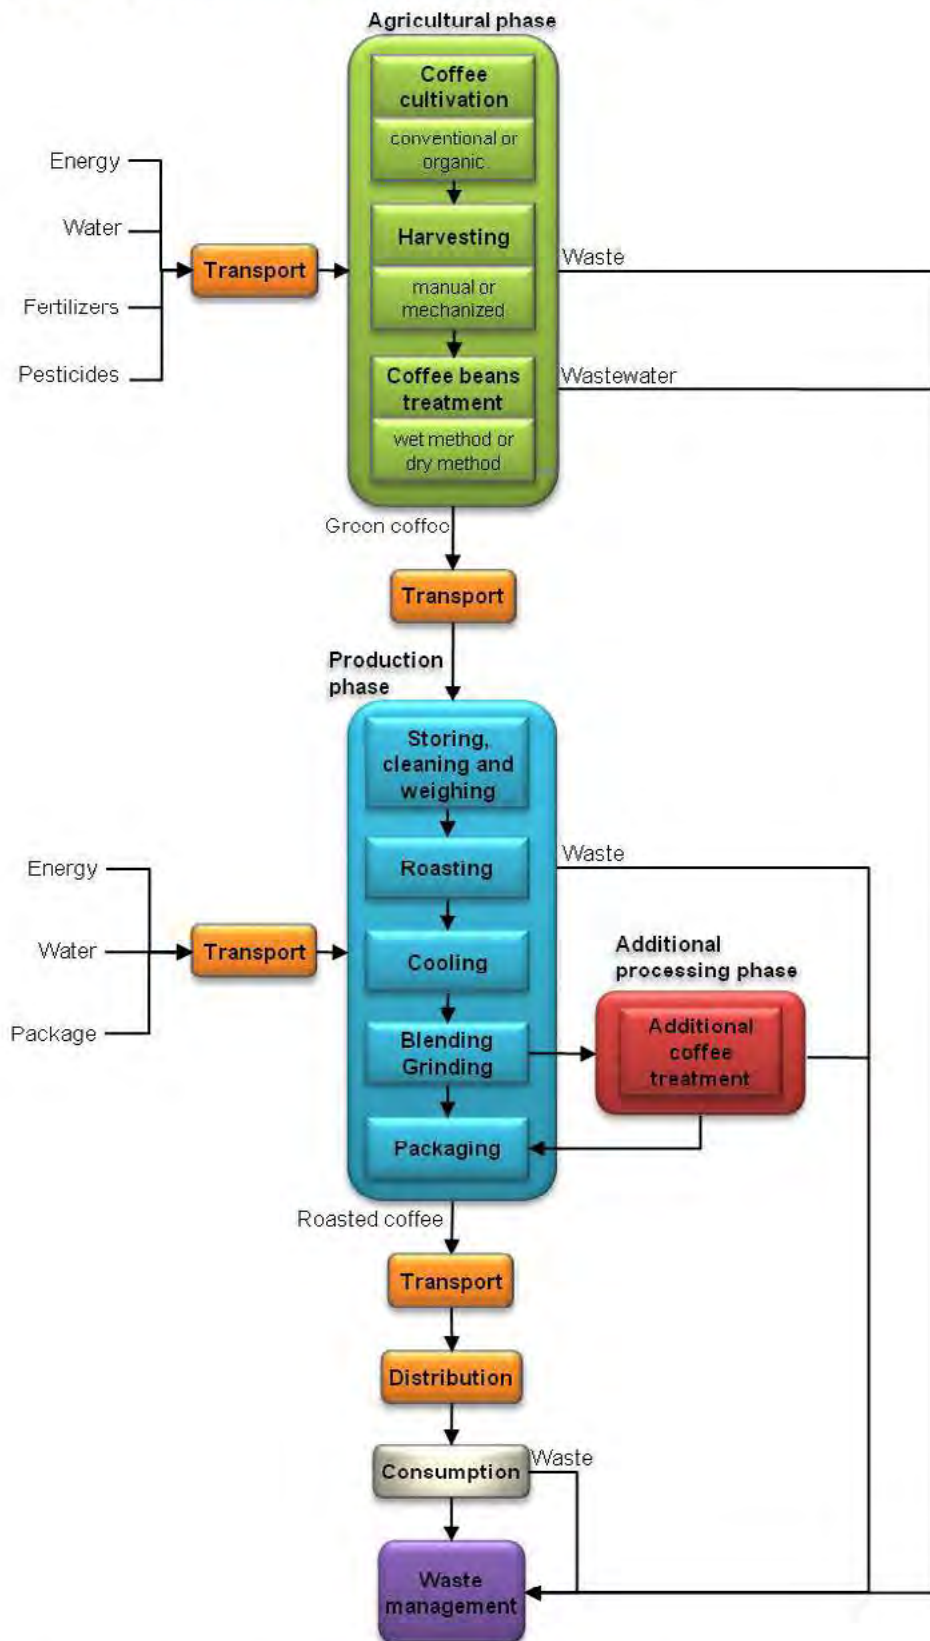 Agricultural phase
Coffee
cultivation
conventional or
organic
Energy
Water
Fertilizers
Pesticides
Transport
Harvesting
manual or
mechanized
Waste
Coffee beans
treatment
wet method or
dry method
Wastewater
Green coffee
Transport
Production
phase
Storing,
cleaning and
weighing
Roasting
Waste
Energy
Water
Package
Transport
Cooling
Additional
processing phase
Blending
Grinding
Additional
coffee
treatment
Packaging
Roasted coffee
Transport
Distribution
Consumption
Waste
Waste
management